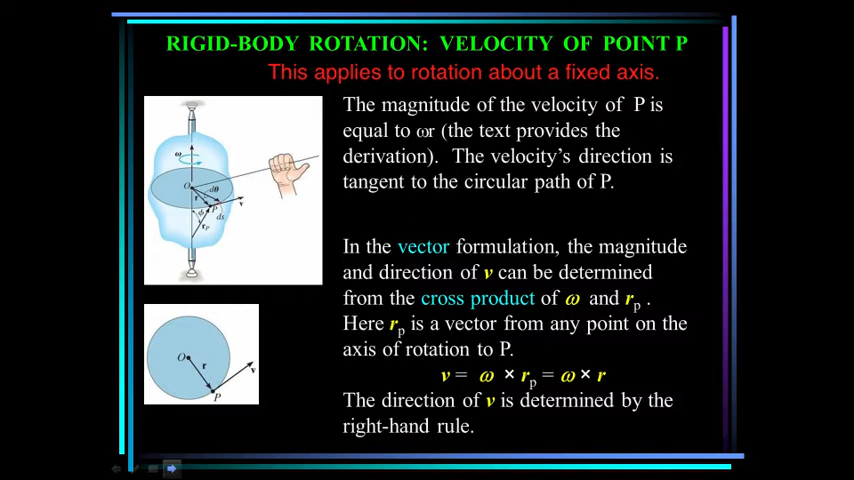 RIGID-BODY ROTATION: VELOCITY OF POINT P
This applies to rotation about a fixed axis.
The magnitude of the velocity of P is
equal to ωr (the text provides the
derivation). The velocity’s direction is
tangent to the circular path of P.
ω
O
dθ
r
P
v
ϕ
ds
rP
In the vector formulation, the magnitude
and direction of v can be determined
from the cross product of ω and rp .
Here rp is a vector from any point on the
axis of rotation to P.
v = ω × rp = ω × r
The direction of v is determined by the
right-hand rule.
O
r
v
P